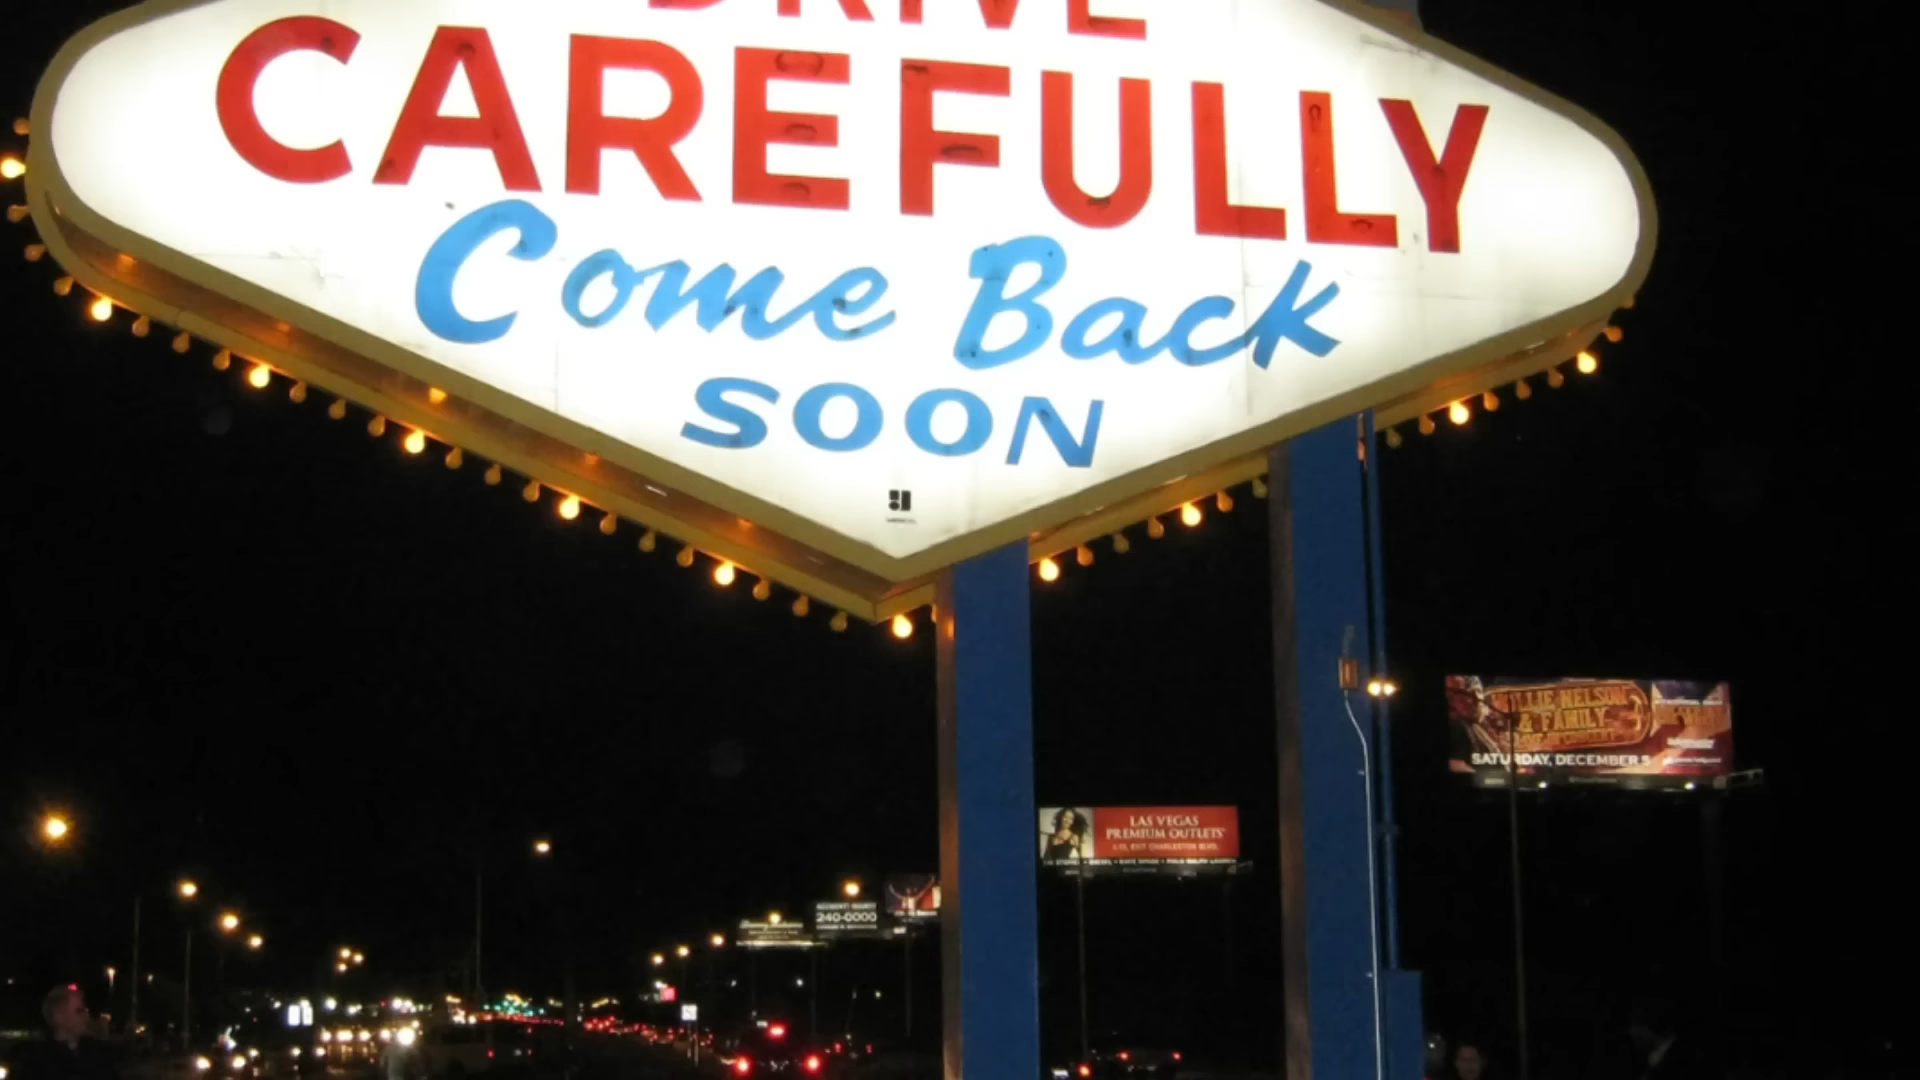 DRIVE
CAREFULLY
Come Back
SOON
WILLIE NELSON
& FAMILY
SATURDAY, DECEMBER 5
LAS VEGAS
PREMIUM OUTLETS
240-0000